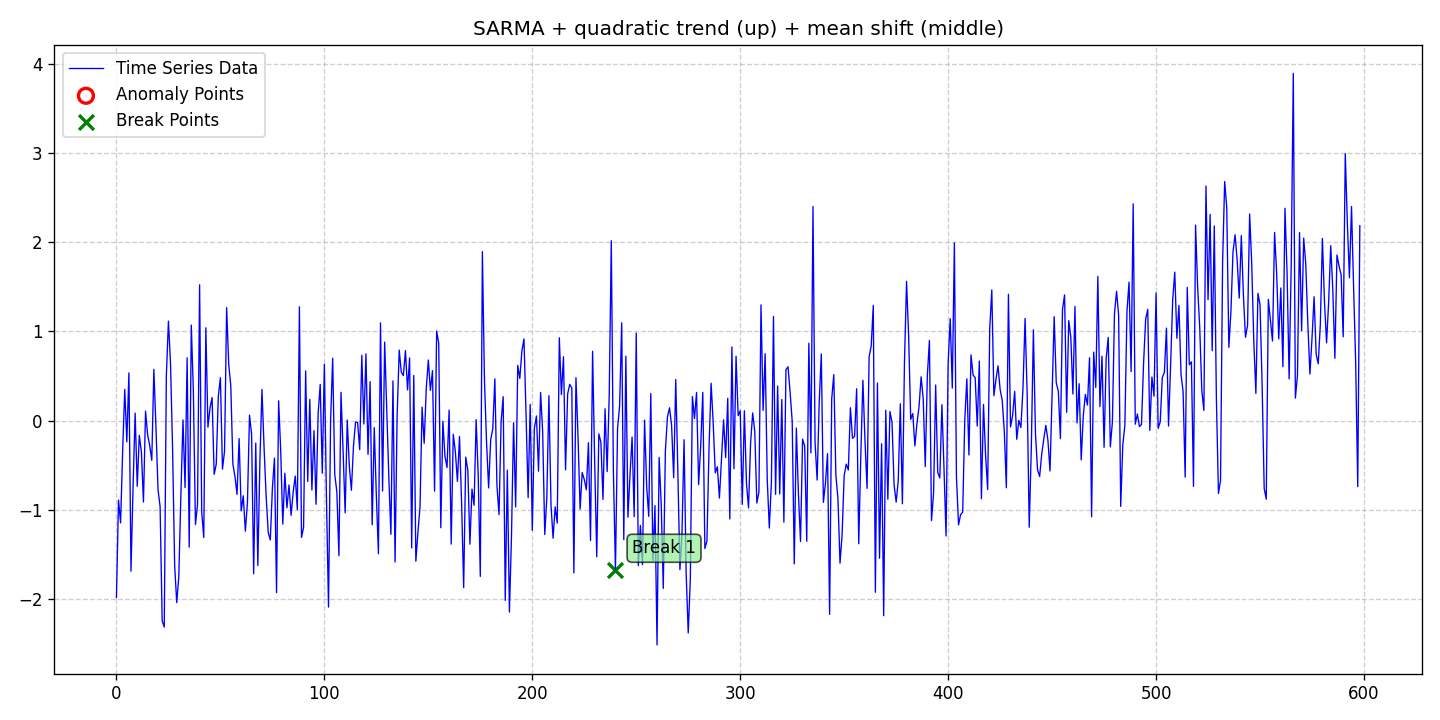 SARMA + quadratic trend (up) + mean shift (middle)
Time Series Data
Anomaly Points
Break Points
4
3
2
1
0
−1
−2
Break 1
0 100 200 300 400 500 600